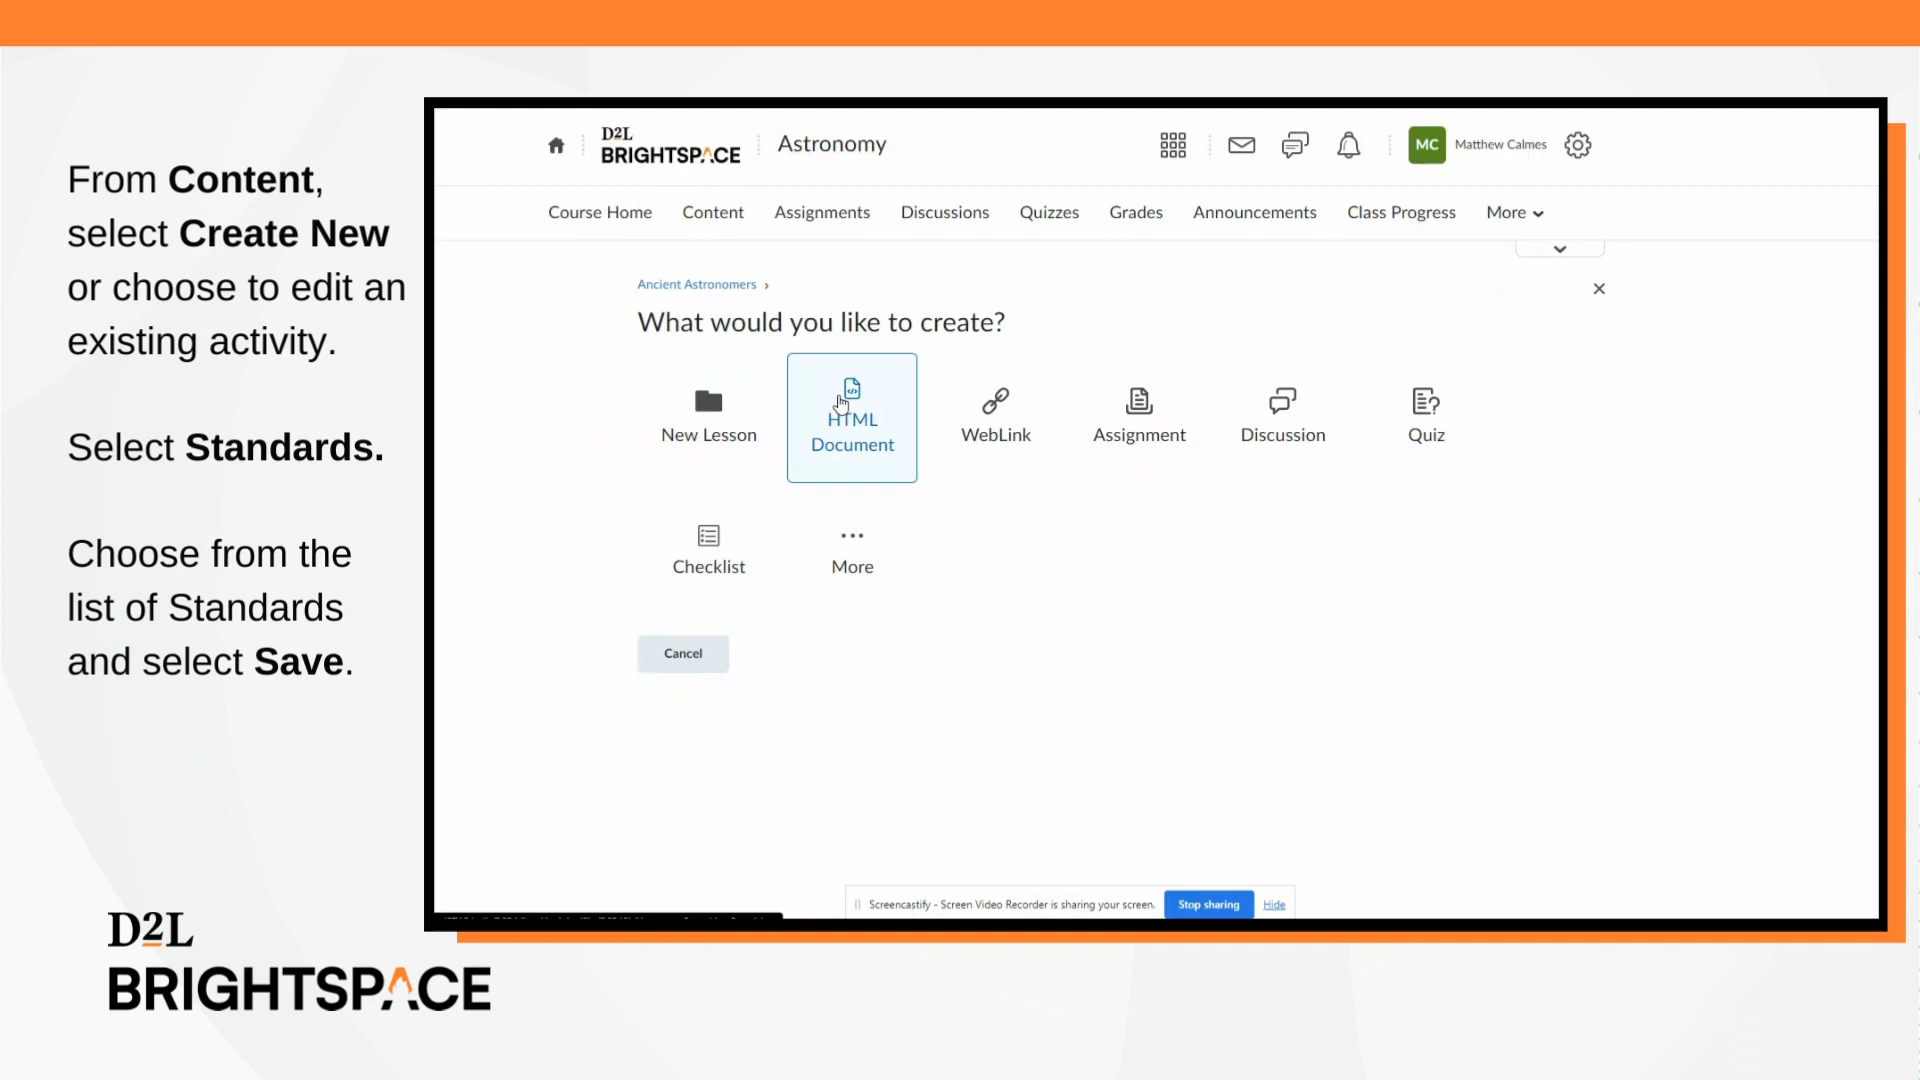 From Content,
select Create New
or choose to edit an
existing activity.
Select Standards.
Choose from the
list of Standards
and select Save.
D2L
BRIGHTSPACE
D2L
BRIGHTSPACE
Astronomy
MC
Matthew Calmes
Course Home
Content
Assignments
Discussions
Quizzes
Grades
Announcements
Class Progress
More
Ancient Astronomers ›
What would you like to create?
New Lesson
HTML
Document
WebLink
Assignment
Discussion
Quiz
Checklist
More
Cancel
Screencastify - Screen Video Recorder is sharing your screen.
Stop sharing
Hide